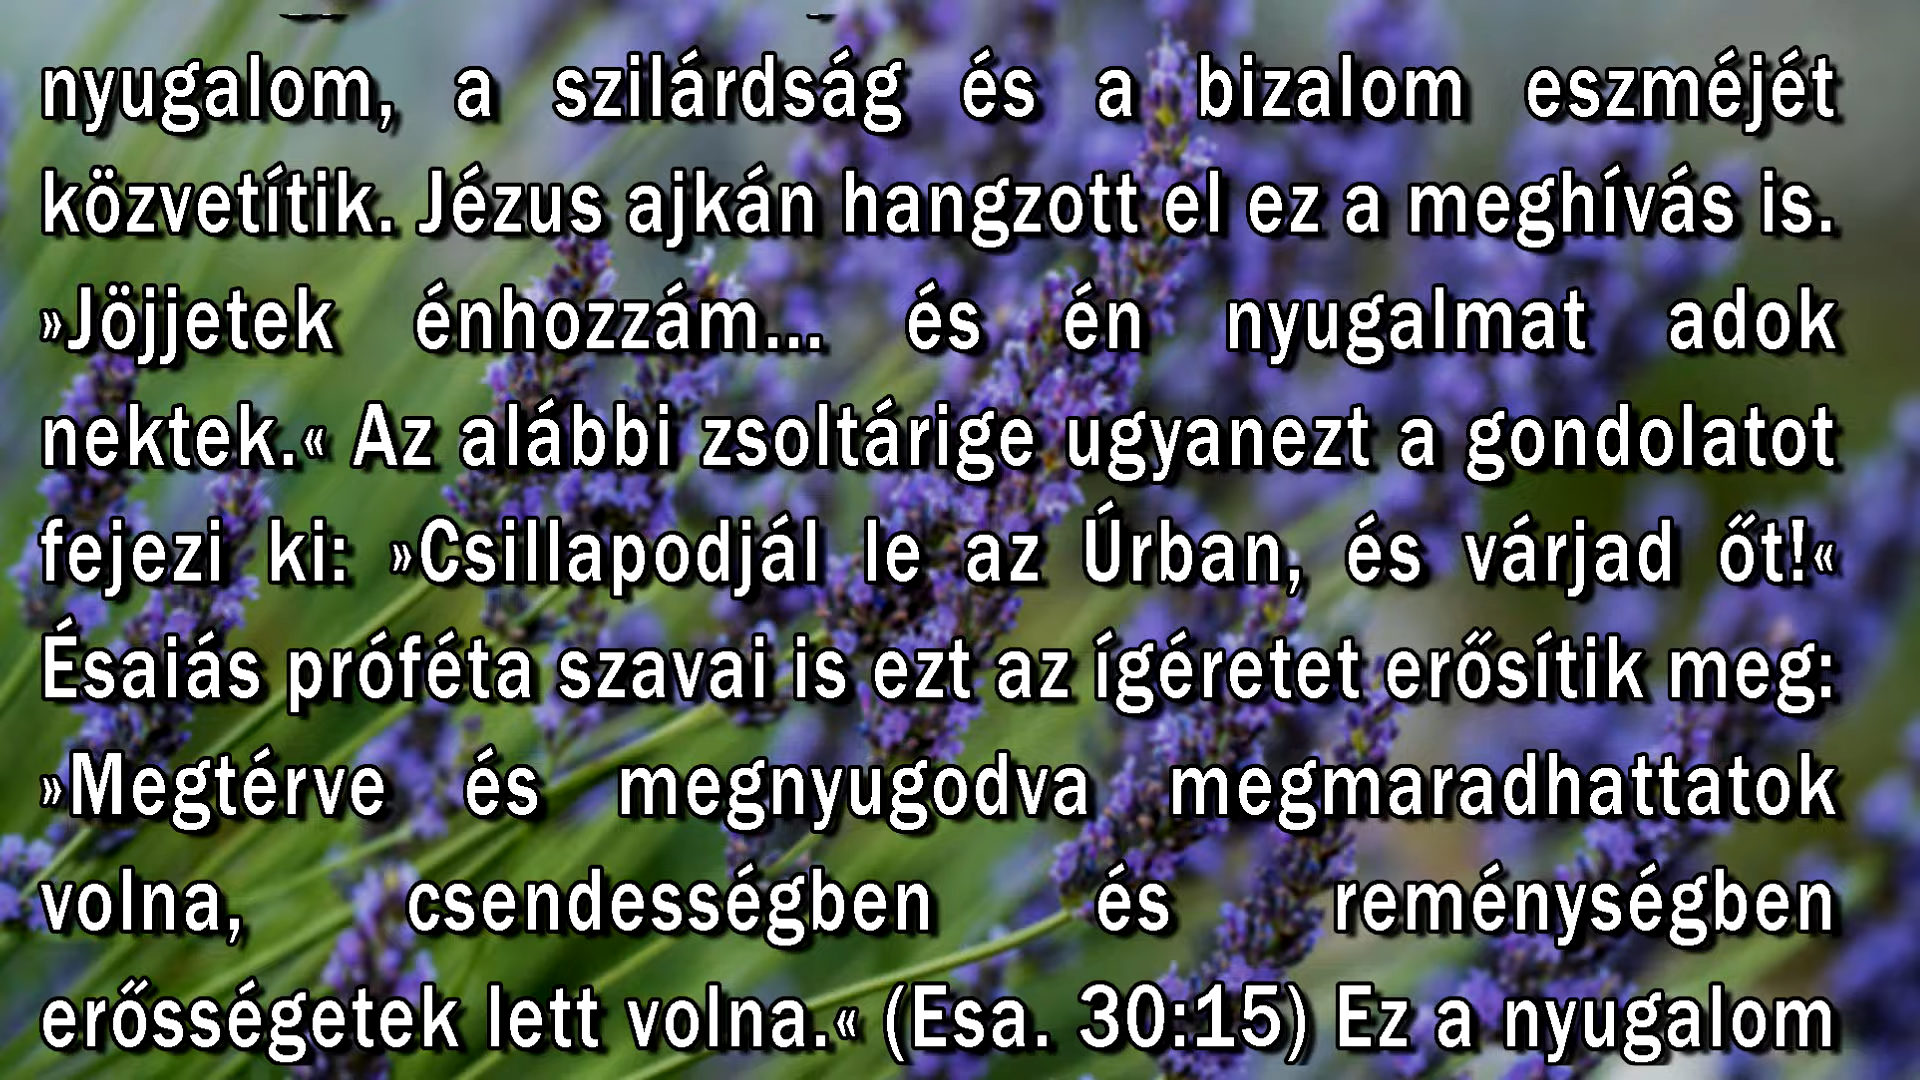 nyugalom, a szilárdság és a bizalom eszméjét
közvetítik. Jézus ajkán hangzott el ez a meghívás is.
»Jöjjetek énhozzám... és én nyugalmat adok
nektek.« Az alábbi zsoltárige ugyanezt a gondolatot
fejezi ki: »Csillapodjál le az Úrban, és várjad őt!«
Ésaiás próféta szavai is ezt az ígéretet erősítik meg:
»Megtérve és megnyugodva megmaradhattatok
volna, csendességben és reménységben
erősségetek lett volna.« (Esa. 30:15) Ez a nyugalom